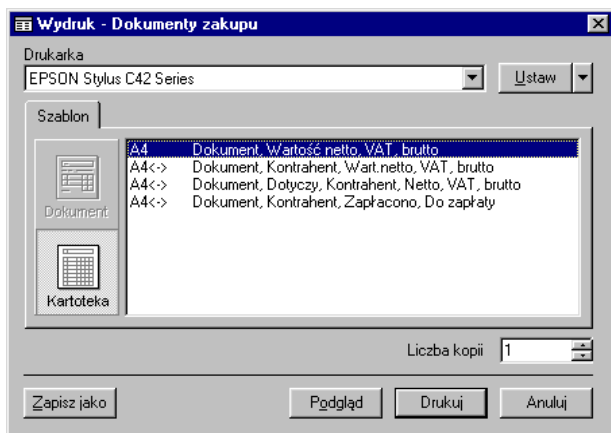 Wydruk - Dokumenty zakupu
Drukarka
EPSON Stylus C42 Series
Ustaw
Szablon
A4 Dokument, Wartość netto, VAT, brutto
A4<-> Dokument, Kontrahent, Wart.netto, VAT, brutto
A4<-> Dokument, Dotyczy, Kontrahent, Netto, VAT, brutto
A4<-> Dokument, Kontrahent, Zapłacono, Do zapłaty
Dokument
Kartoteka
Liczba kopii 1
Zapisz jako
Podgląd
Drukuj
Anuluj